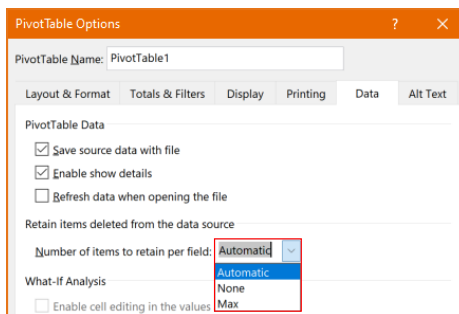 PivotTable Options ? ×
PivotTable Name: PivotTable1
Layout & Format Totals & Filters Display Printing Data Alt Text
PivotTable Data
Save source data with file
Enable show details
Refresh data when opening the file
Retain items deleted from the data source
Number of items to retain per field: Automatic
Automatic
None
Max
What-If Analysis
Enable cell editing in the values